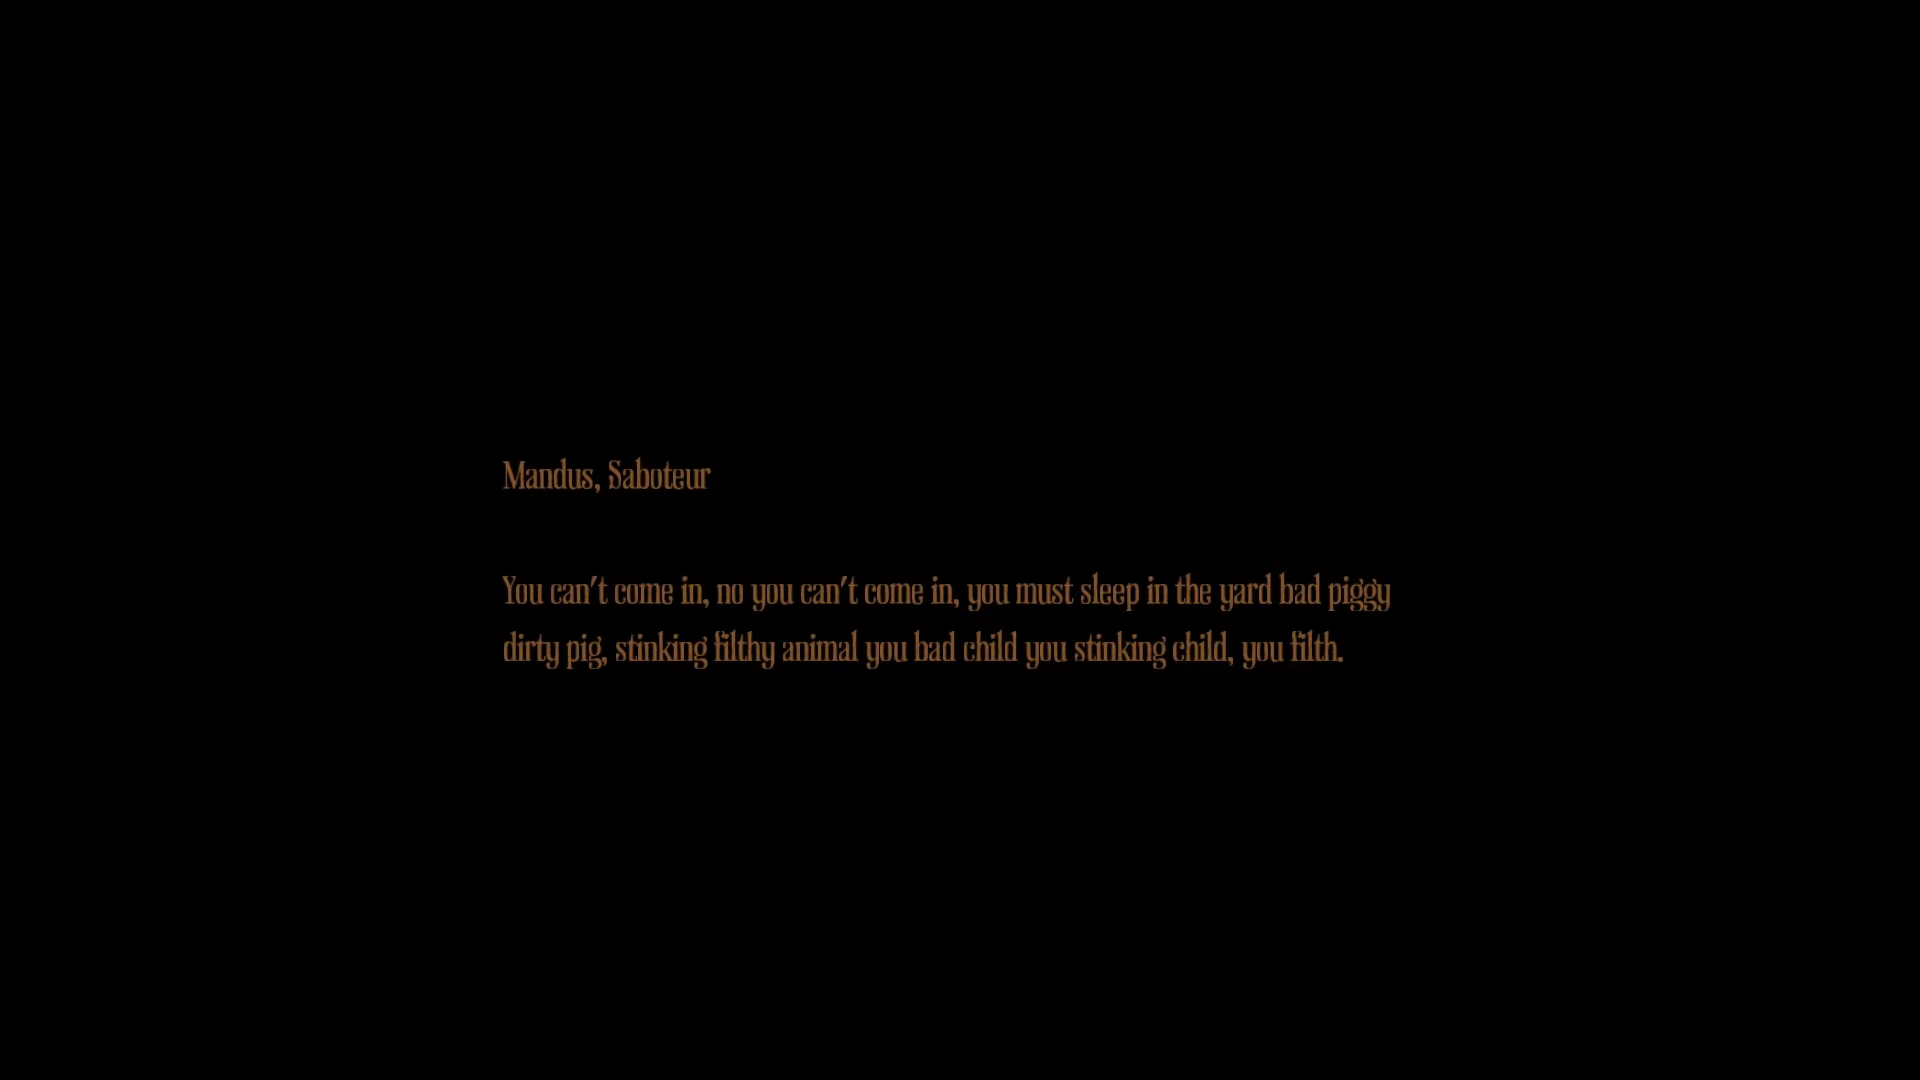 Mandus, Saboteur
You can't come in, no you can't come in, you must sleep in the yard bad piggy
dirty pig, stinking filthy animal you bad child you stinking child, you filth.